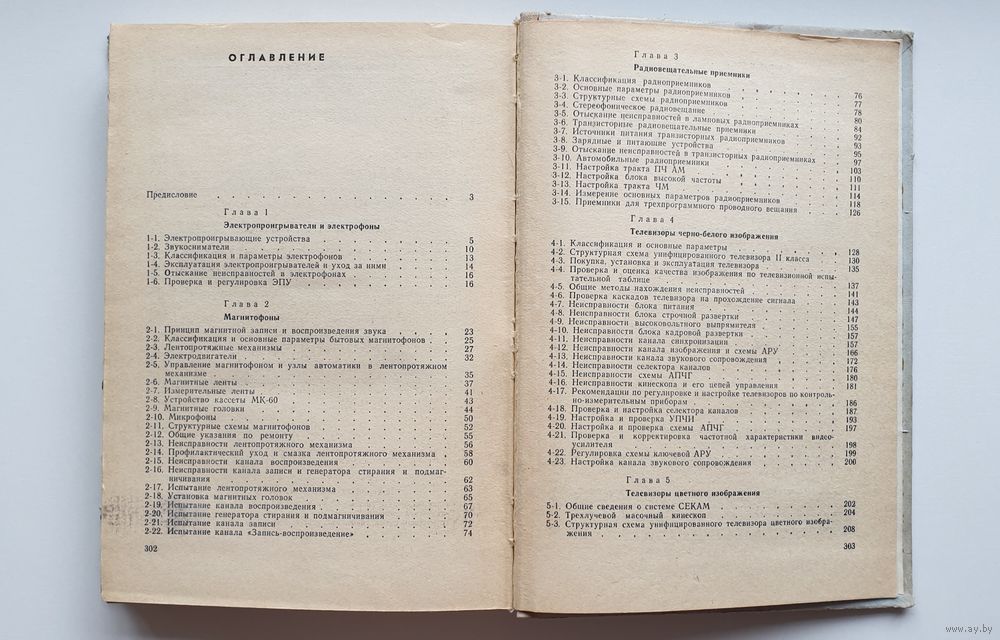 ОГЛАВЛЕНИЕ
Предисловие . . . 3
Глава 1
Электропроигрыватели и электрофоны
1-1. Электропроигрывающие устройства . . . 5
1-2. Звукосниматели . . . 10
1-3. Классификация и параметры электрофонов . . . 13
1-4. Эксплуатация электропроигрывателей и уход за ними . . . 14
1-5. Отыскание неисправностей в электрофонах . . . 16
1-6. Проверка и регулировка ЭПУ . . . 16
Глава 2
Магнитофоны
2-1. Принцип магнитной записи и воспроизведения звука . . . 23
2-2. Классификация и основные параметры бытовых магнитофонов . 25
2-3. Лентопротяжные механизмы . . . 27
2-4. Электродвигатели . . . 32
2-5. Управление магнитофоном и узлы автоматики в лентопротяжном
механизме . . . 35
2-6. Магнитные ленты . . . 37
2-7. Измерительные ленты . . . 41
2-8. Устройство кассеты МК-60 . . . 43
2-9. Магнитные головки . . . 44
2-10. Микрофоны . . . 50
2-11. Структурные схемы магнитофонов . . . 52
2-12. Общие указания по ремонту . . . 55
2-13. Неисправности лентопротяжного механизма . . . 56
2-14. Профилактический уход и смазка лентопротяжного механизма . 58
2-15. Неисправности канала воспроизведения . . . 60
2-16. Неисправности канала записи и генератора стирания и подмаг-
ничивания . . . 62
2-17. Испытание лентопротяжного механизма . . . 63
2-18. Установка магнитных головок . . . 65
2-19. Испытание канала воспроизведения . . . 67
2-20. Испытание генератора стирания и подмагничивания . . . 70
2-21. Испытание канала записи . . . 72
2-22. Испытание канала «Запись-воспроизведение» . . . 74
302
Глава 3
Радиовещательные приемники
3-1. Классификация радиоприемников . . . 76
3-2. Основные параметры радиоприемников . . . 77
3-3. Структурные схемы радиоприемников . . . 78
3-4. Стереофоническое радиовещание . . . 80
3-5. Отыскание неисправностей в ламповых радиоприемниках . . . 84
3-6. Транзисторные радиовещательные приемники . . . 92
3-7. Источники питания транзисторных радиоприемников . . . 93
3-8. Зарядные и питающие устройства . . . 95
3-9. Отыскание неисправностей в транзисторных радиоприемниках . 97
3-10. Автомобильные радиоприемники . . . 103
3-11. Настройка тракта ПЧ АМ . . . 110
3-12. Настройка блока высокой частоты . . . 111
3-13. Настройка тракта ЧМ . . . 114
3-14. Измерение основных параметров радиоприемников . . . 118
3-15. Приемники для трехпрограммного проводного вещания . . . 126
Глава 4
Телевизоры черно-белого изображения
4-1. Классификация и основные параметры . . . 128
4-2. Структурная схема унифицированного телевизора II класса . . . 130
4-3. Покупка, установка и эксплуатация телевизора . . . 135
4-4. Проверка и оценка качества изображения по телевизионной испы-
тательной таблице . . . 137
4-5. Общие методы нахождения неисправностей . . . 141
4-6. Проверка каскадов телевизора на прохождение сигнала . . . 143
4-7. Неисправности блока питания . . . 144
4-8. Неисправности блока строчной развертки . . . 147
4-9. Неисправности высоковольтного выпрямителя . . . 155
4-10. Неисправности блока кадровой развертки . . . 157
4-11. Неисправности канала синхронизации . . . 157
4-12. Неисправности канала изображения и схемы АРУ . . . 166
4-13. Неисправности канала звукового сопровождения . . . 172
4-14. Неисправности селектора каналов . . . 176
4-15. Неисправности схемы АПЧГ . . . 180
4-16. Неисправности кинескопа и его цепей управления . . . 181
4-17. Рекомендации по регулировке и настройке телевизоров по контроль-
но-измерительным приборам . . . 186
4-18. Проверка и настройка селектора каналов . . . 187
4-19. Настройка и проверка УПЧИ . . . 193
4-20. Настройка и проверка схемы АПЧГ . . . 197
4-21. Проверка и корректировка частотной характеристики видео-
усилителя . . . 198
4-22. Регулировка схемы ключевой АРУ . . . 199
4-23. Настройка канала звукового сопровождения . . . 200
Глава 5
Телевизоры цветного изображения
5-1. Общие сведения о системе СЕКАМ . . . 202
5-2. Трехлучевой масочный кинескоп . . . 204
5-3. Структурная схема унифицированного телевизора цветного изобра-
жения . . . 208
303
www.ay.by